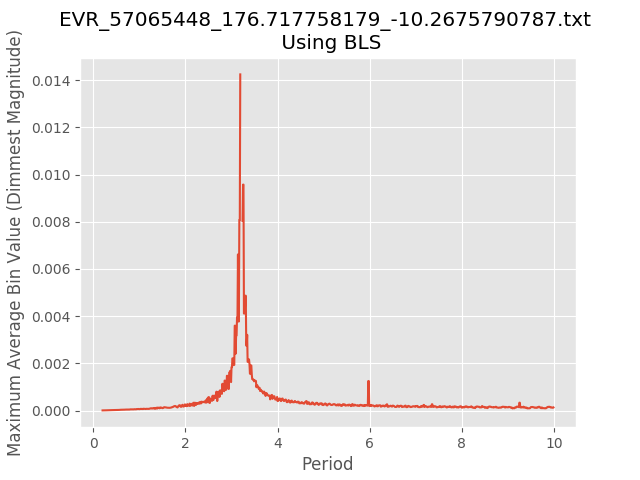 EVR_57065448_176.717758179_-10.2675790787.txt
Using BLS
Maximum Average Bin Value (Dimmest Magnitude)
0.014
0.012
0.010
0.008
0.006
0.004
0.002
0.000
0 2 4 6 8 10
Period